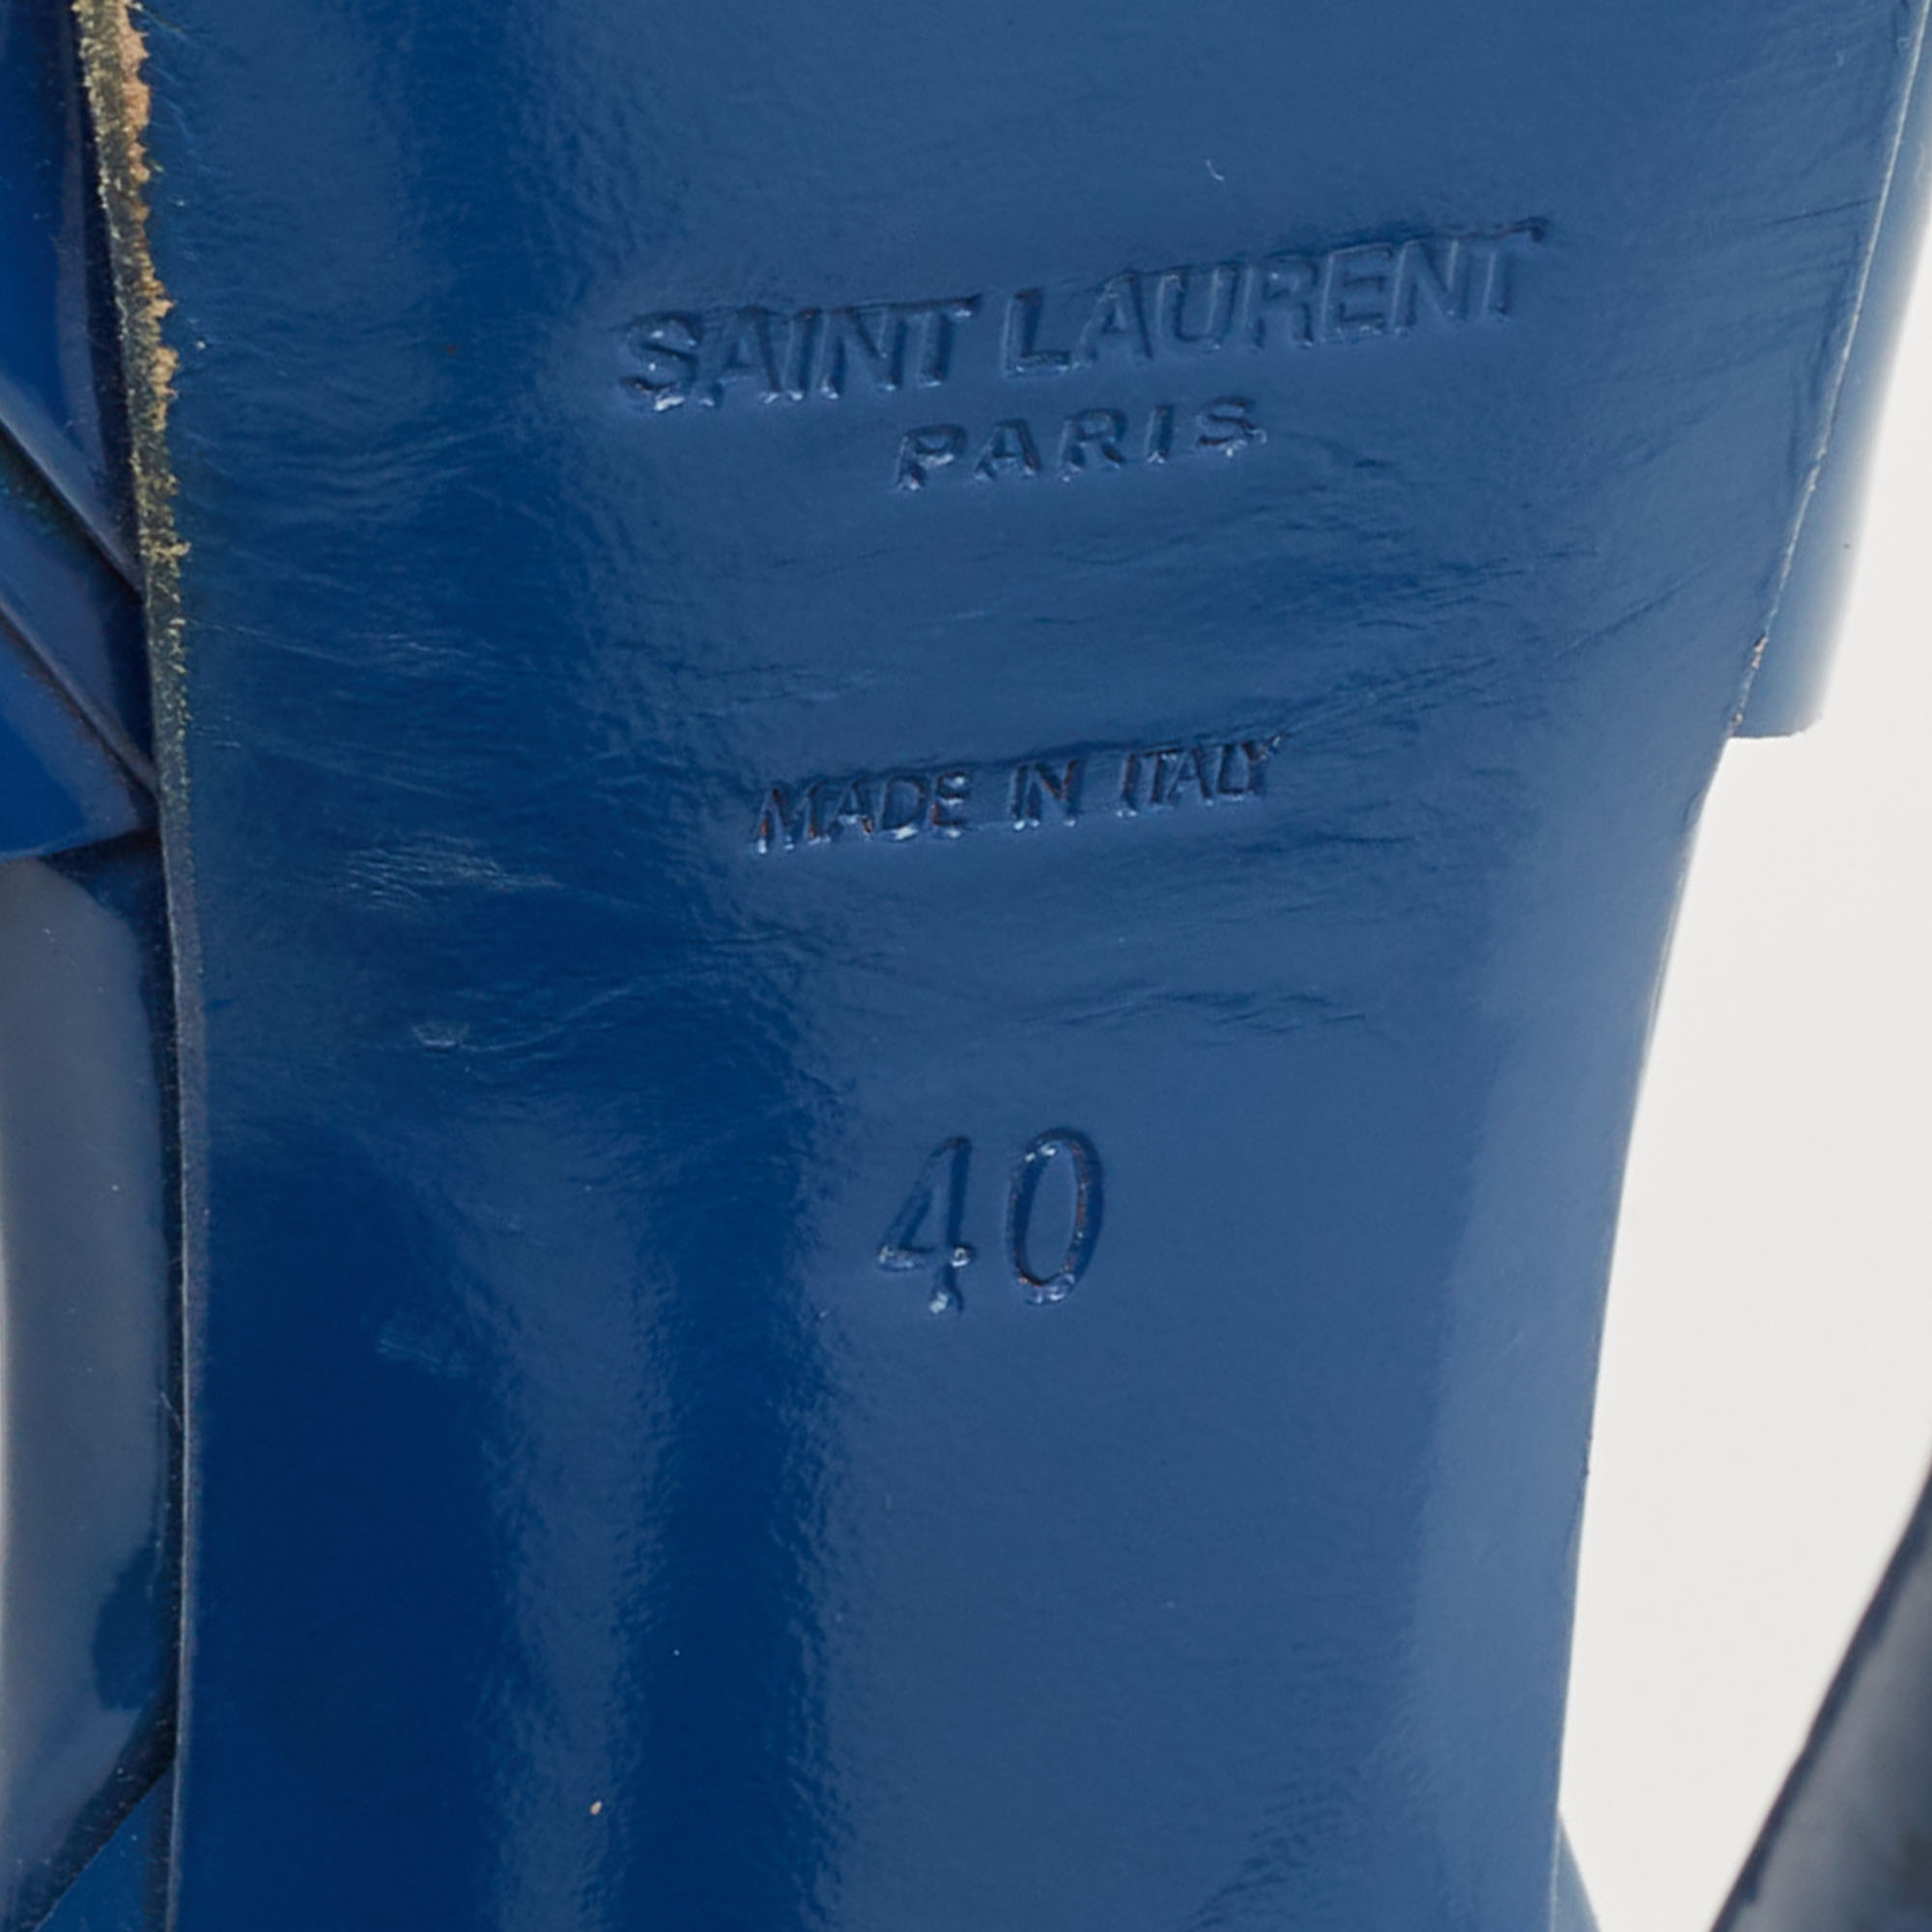 SAINT LAURENT
PARIS
MADE IN ITALY
40